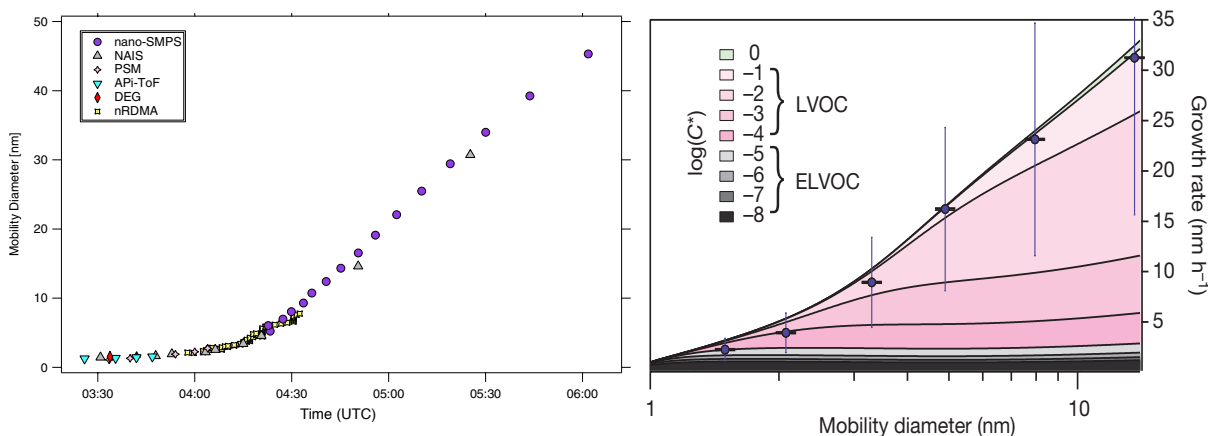 50
40
30
20
10
0
Mobility Diameter [nm]
nano-SMPS
NAIS
PSM
APi-ToF
DEG
nRDMA
03:30
04:00
04:30
05:00
05:30
06:00
Time (UTC)
log(C*)
0
−1
−2
−3
−4
−5
−6
−7
−8
LVOC
ELVOC
35
30
25
20
15
10
5
Growth rate (nm h⁻¹)
1
10
Mobility diameter (nm)